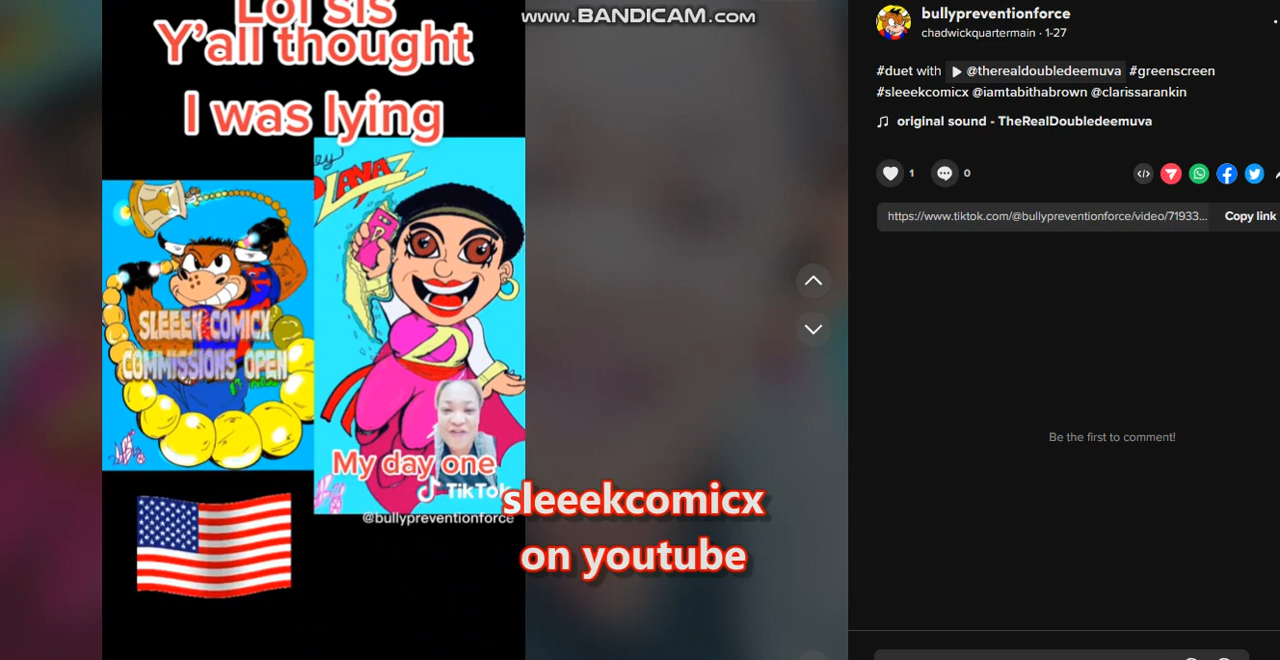 www.BANDICAM.com
Lol sis
Y'all thought
I was lying
ey
PLAYAZ
SLEEEK COMICX
COMMISSIONS OPEN
D
My day one
TikTok
@bullypreventionforce
sleeekcomicx
on youtube
bullypreventionforce
chadwickquartermain · 1-27
#duet with @therealdoubledeemuva #greenscreen
#sleeekcomicx @iamtabithabrown @clarissarankin
original sound - TheRealDoubledeemuva
1
0
https://www.tiktok.com/@bullypreventionforce/video/71933...
Copy link
Be the first to comment!